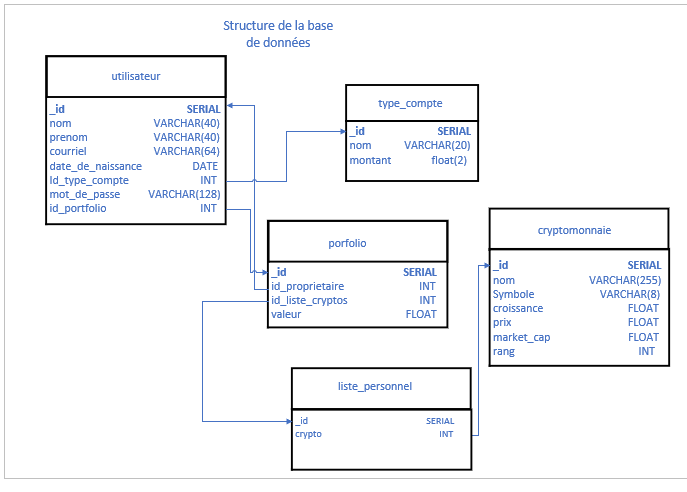 Structure de la base
de données
utilisateur
_id SERIAL
nom VARCHAR(40)
prenom VARCHAR(40)
courriel VARCHAR(64)
date_de_naissance DATE
Id_type_compte INT
mot_de_passe VARCHAR(128)
id_portfolio INT
type_compte
_id SERIAL
nom VARCHAR(20)
montant float(2)
porfolio
_id SERIAL
id_proprietaire INT
id_liste_cryptos INT
valeur FLOAT
cryptomonnaie
_id SERIAL
nom VARCHAR(255)
Symbole VARCHAR(8)
croissance FLOAT
prix FLOAT
market_cap FLOAT
rang INT
liste_personnel
_id SERIAL
crypto INT